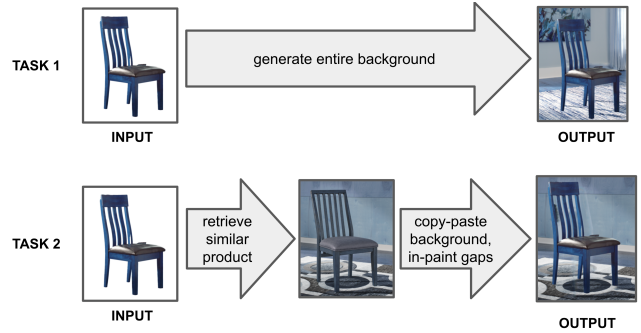 TASK 1
generate entire background
INPUT
OUTPUT
TASK 2
retrieve
similar
product
copy-paste
background,
in-paint gaps
INPUT
OUTPUT